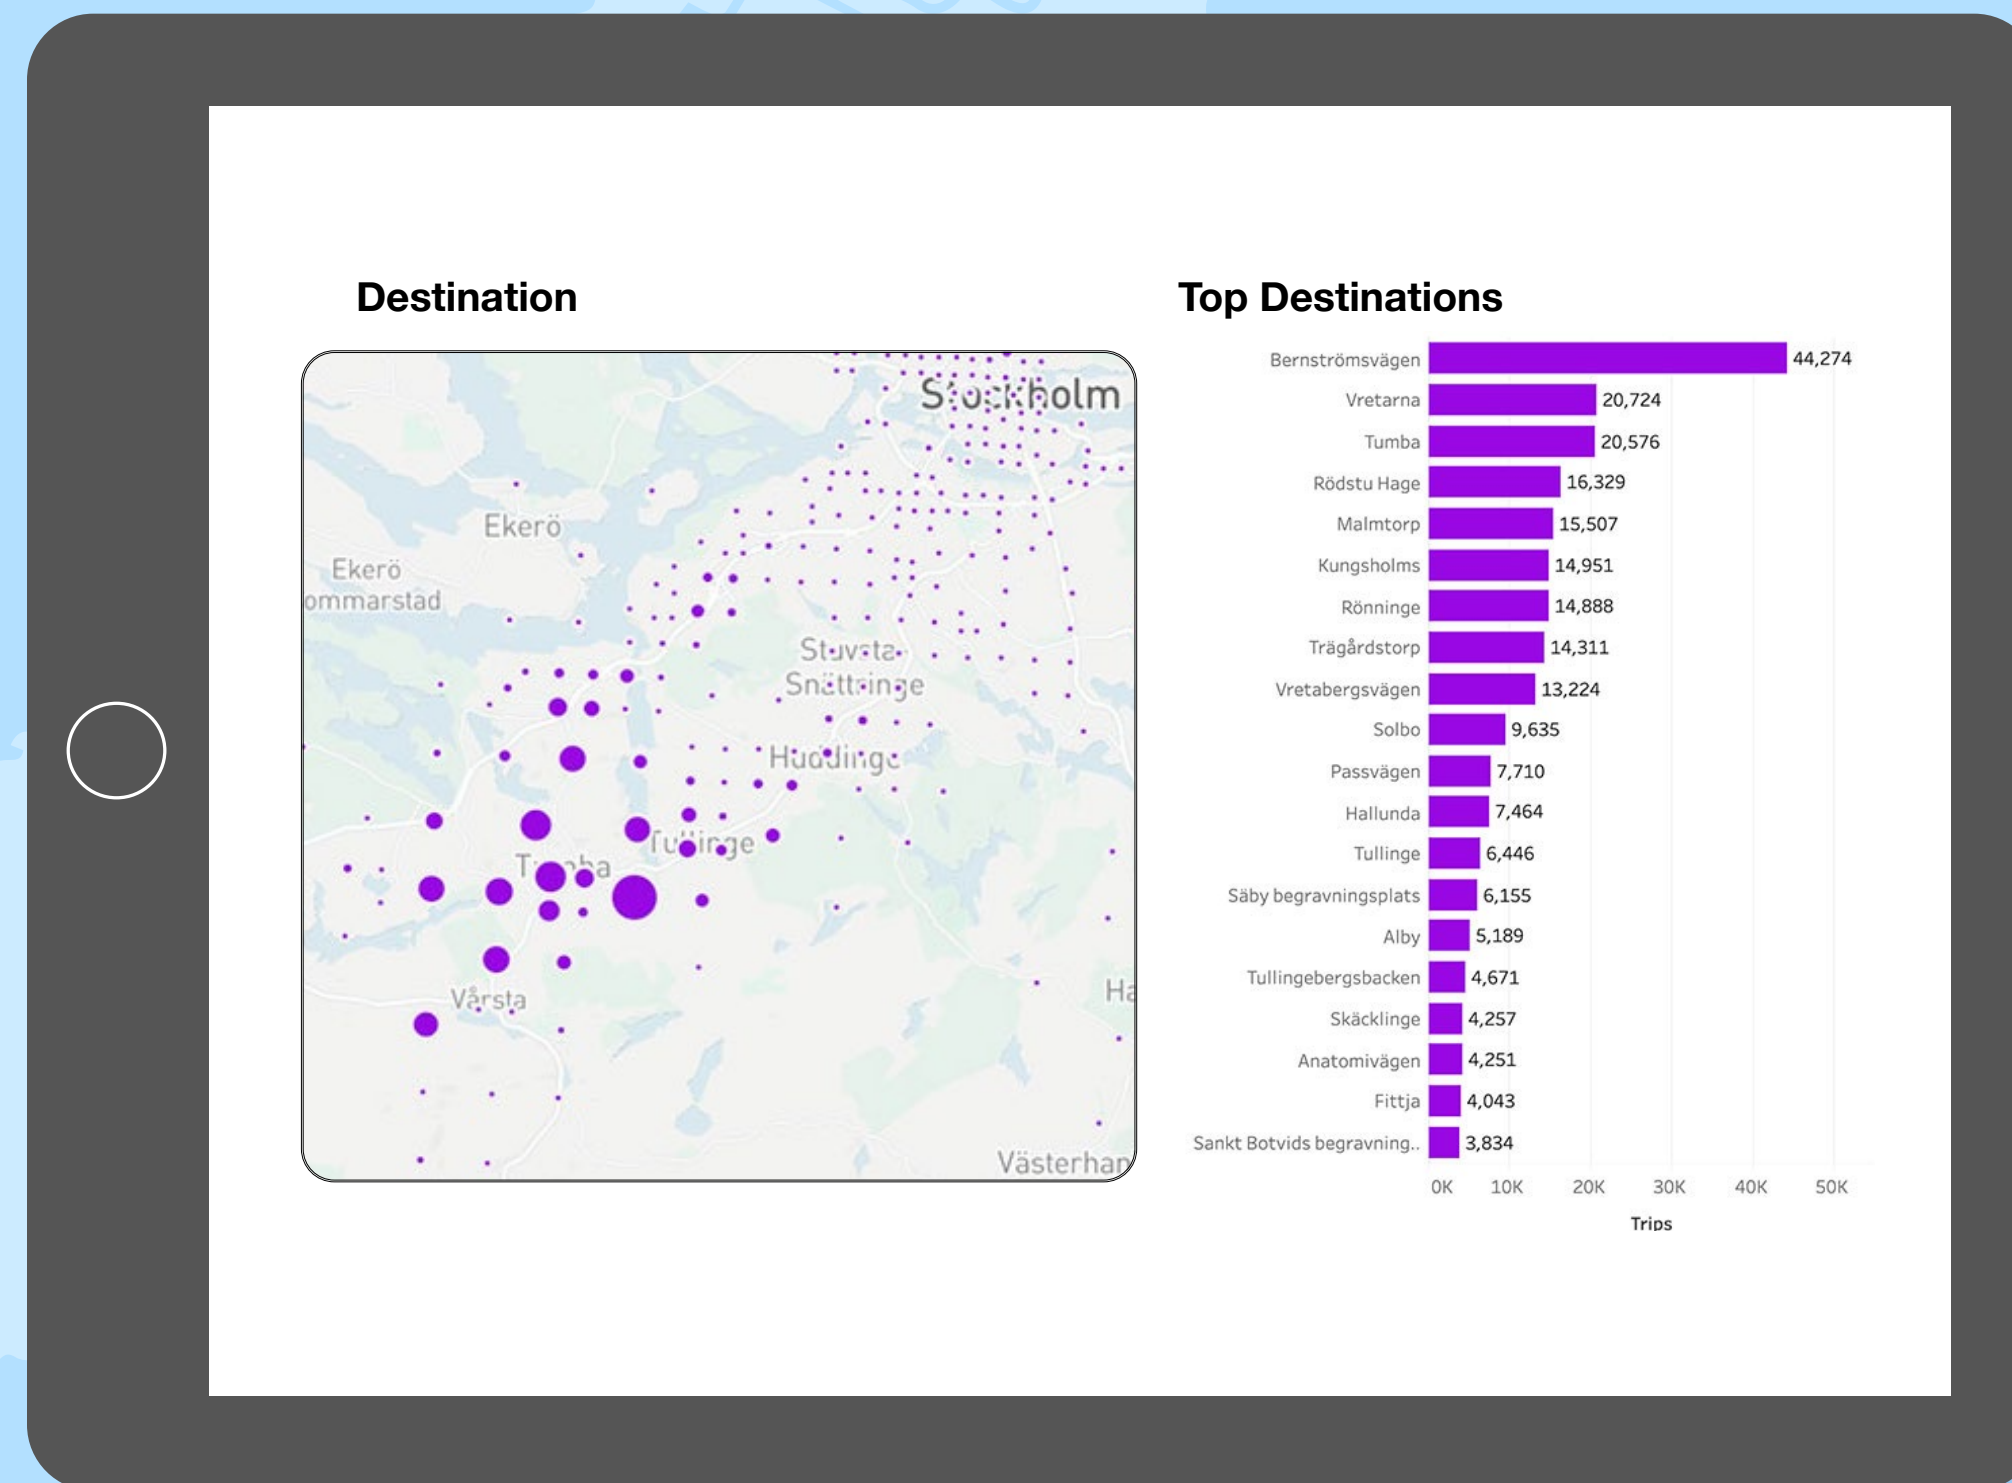 Destination
Stockholm
Ekerö
Ekerö
ommarstad
Stuvsta-
Snättringe
Huddinge
Tullinge
Tumba
Vårsta
Ha
Västerhan
Top Destinations
Bernströmsvägen 44,274
Vretarna 20,724
Tumba 20,576
Rödstu Hage 16,329
Malmtorp 15,507
Kungsholms 14,951
Rönninge 14,888
Trägårdstorp 14,311
Vretabergsvägen 13,224
Solbo 9,635
Passvägen 7,710
Hallunda 7,464
Tullinge 6,446
Säby begravningsplats 6,155
Alby 5,189
Tullingebergsbacken 4,671
Skäcklinge 4,257
Anatomivägen 4,251
Fittja 4,043
Sankt Botvids begravning.. 3,834
0K 10K 20K 30K 40K 50K
Trips